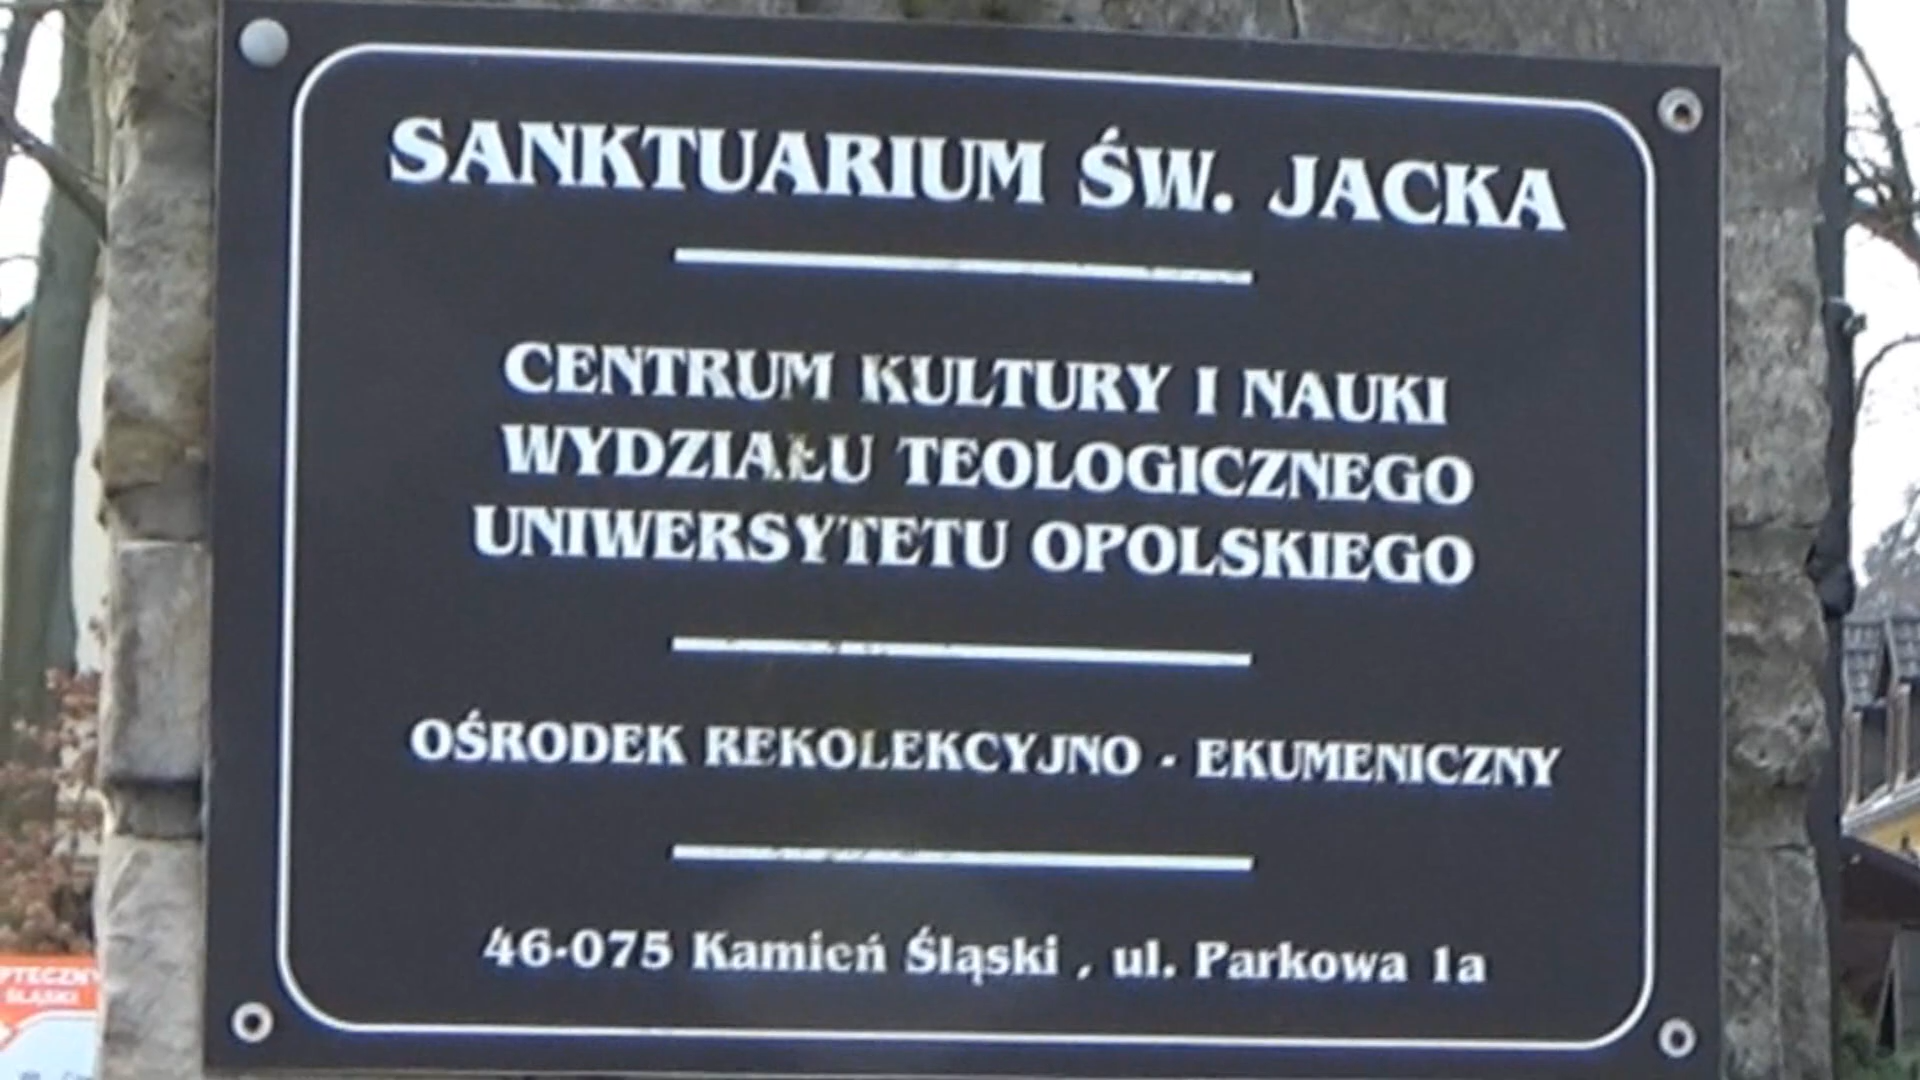 SANKTUARIUM ŚW. JACKA
CENTRUM KULTURY I NAUKI
WYDZIAŁU TEOLOGICZNEGO
UNIWERSYTETU OPOLSKIEGO
OŚRODEK REKOLEKCYJNO - EKUMENICZNY
46-075 Kamień Śląski , ul. Parkowa 1a
ŚLĄSKI